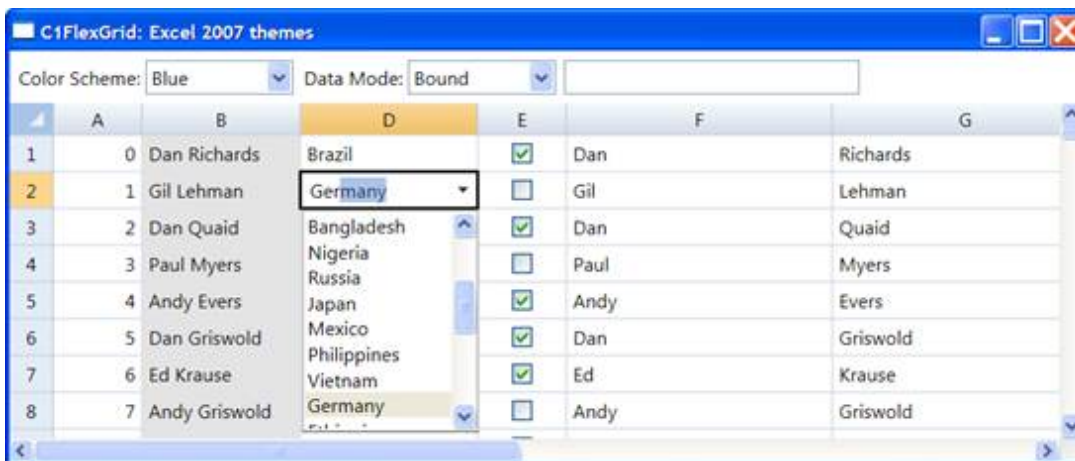 C1FlexGrid: Excel 2007 themes
Color Scheme: Blue Data Mode: Bound
A B D E F G
1 0 Dan Richards Brazil Dan Richards
2 1 Gil Lehman Germany Gil Lehman
3 2 Dan Quaid Bangladesh Dan Quaid
Nigeria
4 3 Paul Myers Russia Paul Myers
5 4 Andy Evers Japan Andy Evers
Mexico
6 5 Dan Griswold Philippines Dan Griswold
7 6 Ed Krause Vietnam Ed Krause
8 7 Andy Griswold Germany Andy Griswold